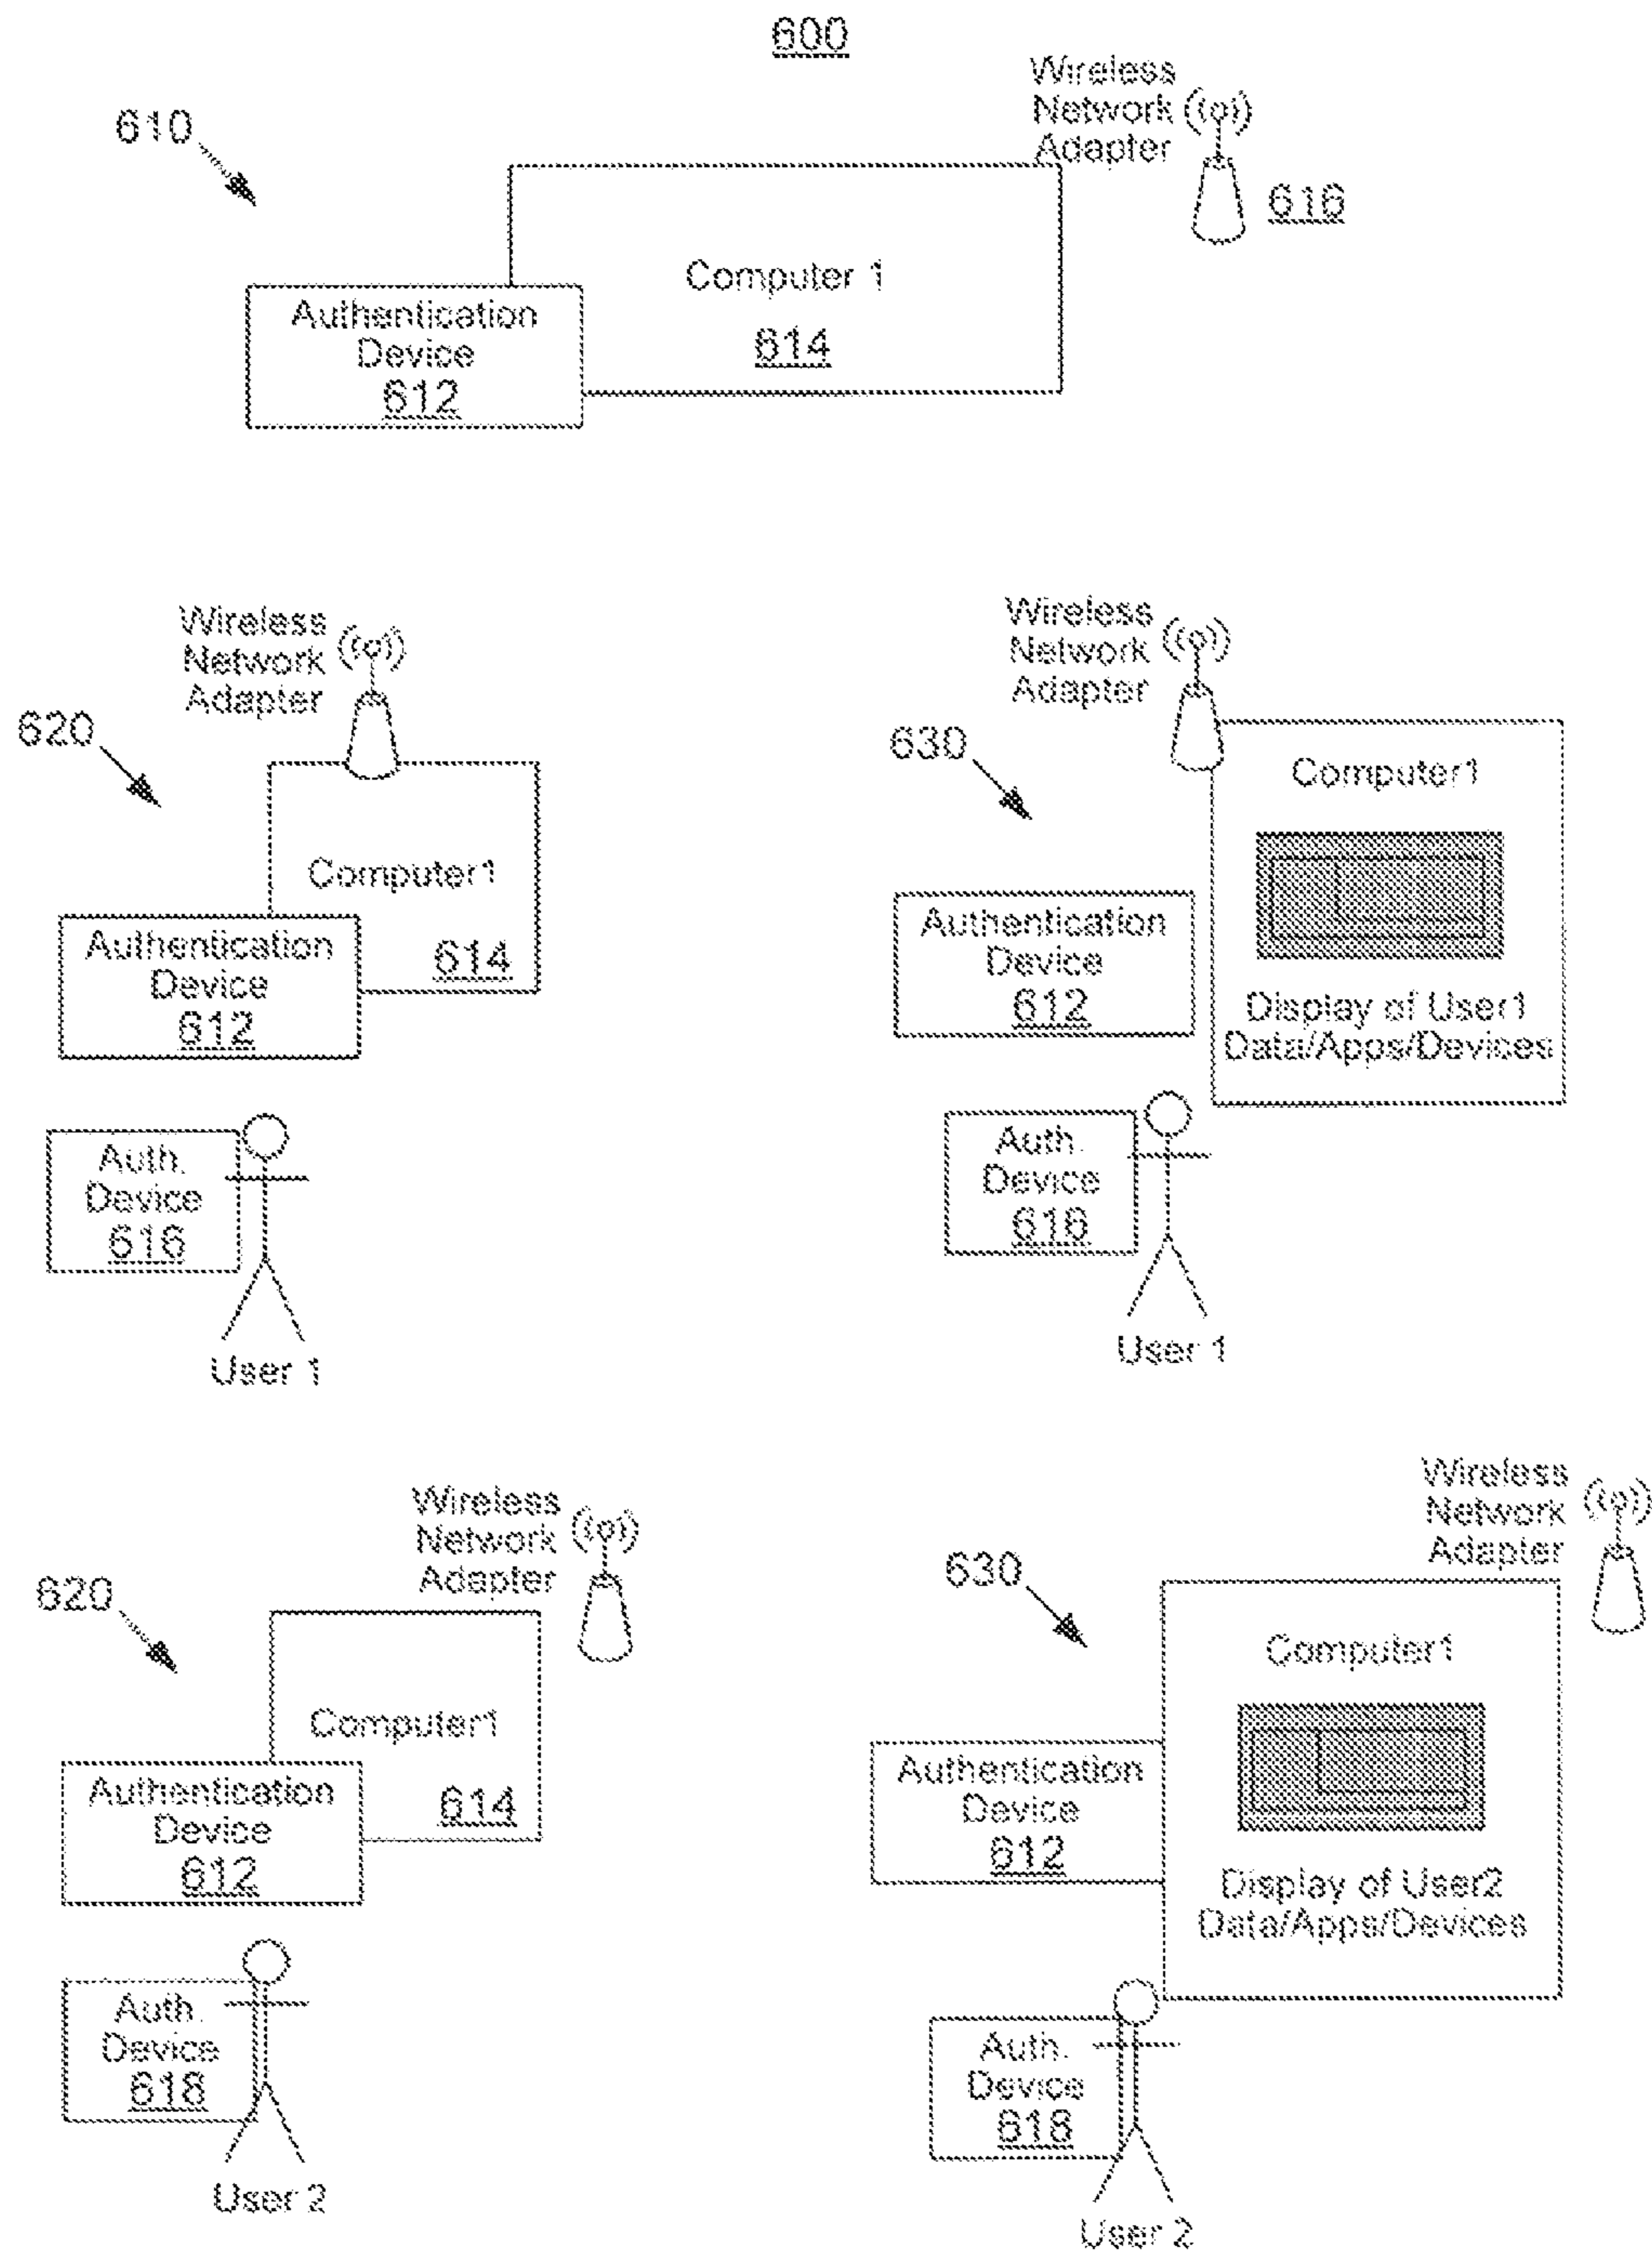 600
Wireless
Network
Adapter
610
616
Computer 1
614
Authentication
Device
612
Wireless
Network
Adapter
620
Computer1
614
Authentication
Device
612
Auth.
Device
616
User 1
Wireless
Network
Adapter
630
Computer1
Authentication
Device
612
Display of User1
Data/Apps/Devices
Auth.
Device
616
User 1
Wireless
Network
Adapter
620
Computer1
614
Authentication
Device
612
Auth.
Device
618
User 2
Wireless
Network
Adapter
630
Computer1
Authentication
Device
612
Display of User2
Data/Apps/Devices
Auth.
Device
618
User 2